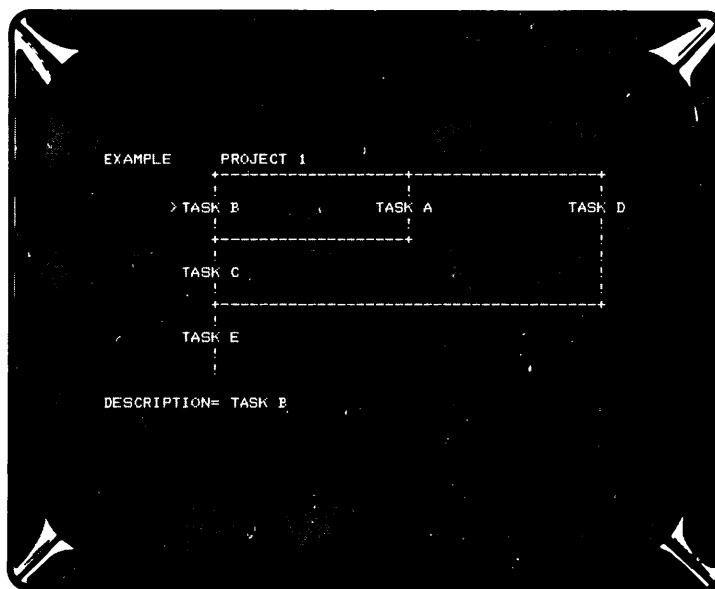 EXAMPLE PROJECT 1
>TASK B TASK A TASK D
TASK C
TASK E
DESCRIPTION= TASK B